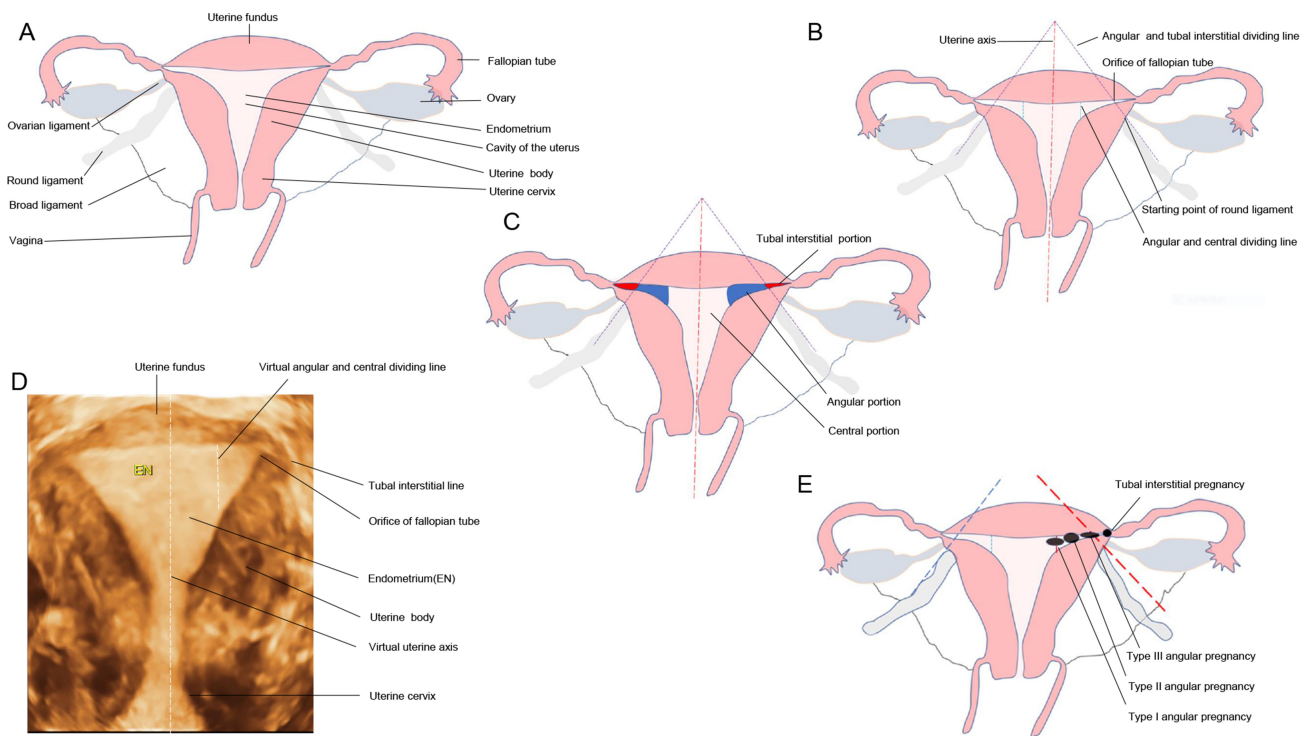 A
Uterine fundus
Fallopian tube
Ovary
Ovarian ligament
Endometrium
Cavity of the uterus
Uterine body
Round ligament
Uterine cervix
Broad ligament
Vagina
B
Uterine axis
Angular and tubal interstitial dividing line
Orifice of fallopian tube
Starting point of round ligament
Angular and central dividing line
C
Tubal interstitial portion
Angular portion
Central portion
D
Uterine fundus
Virtual angular and central dividing line
EN
Tubal interstitial line
Orifice of fallopian tube
Endometrium(EN)
Uterine body
Virtual uterine axis
Uterine cervix
E
Tubal interstitial pregnancy
Type III angular pregnancy
Type II angular pregnancy
Type I angular pregnancy